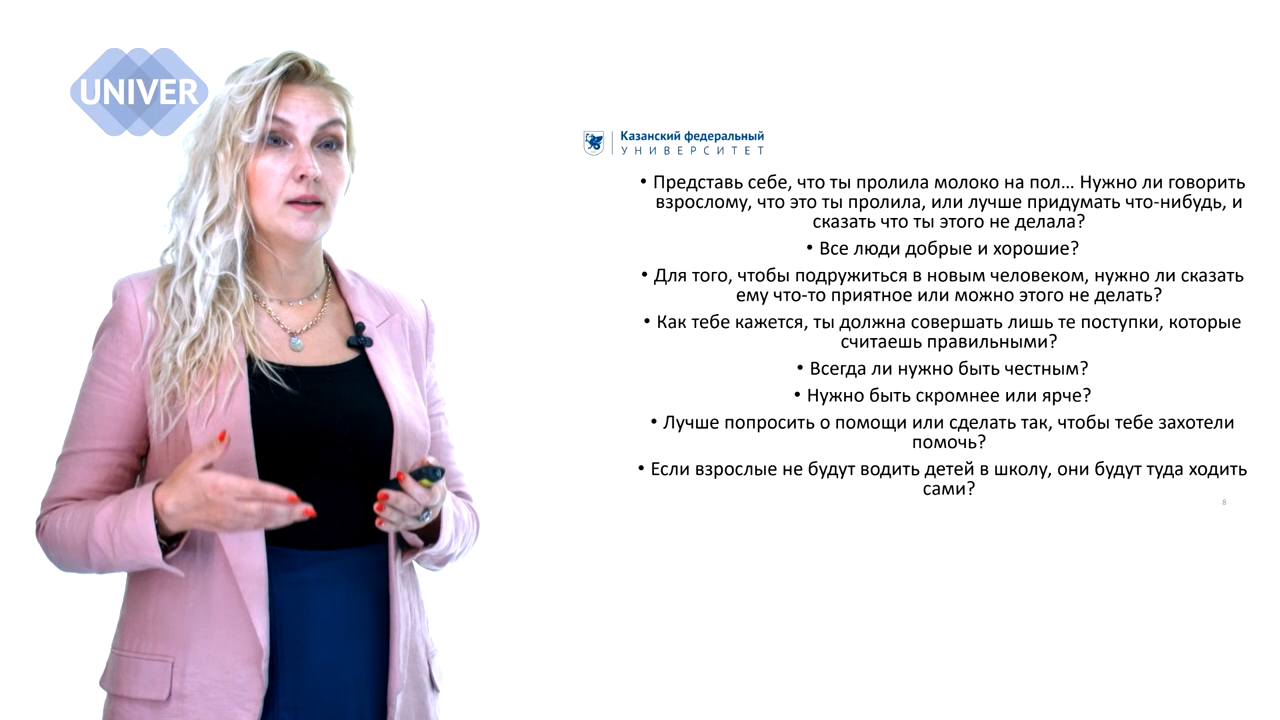 UNIVER
Казанский федеральный
УНИВЕРСИТЕТ
• Представь себе, что ты пролила молоко на пол... Нужно ли говорить
взрослому, что это ты пролила, или лучше придумать что-нибудь, и
сказать что ты этого не делала?
• Все люди добрые и хорошие?
• Для того, чтобы подружиться в новым человеком, нужно ли сказать
ему что-то приятное или можно этого не делать?
• Как тебе кажется, ты должна совершать лишь те поступки, которые
считаешь правильными?
• Всегда ли нужно быть честным?
• Нужно быть скромнее или ярче?
• Лучше попросить о помощи или сделать так, чтобы тебе захотели
помочь?
• Если взрослые не будут водить детей в школу, они будут туда ходить
сами?
8